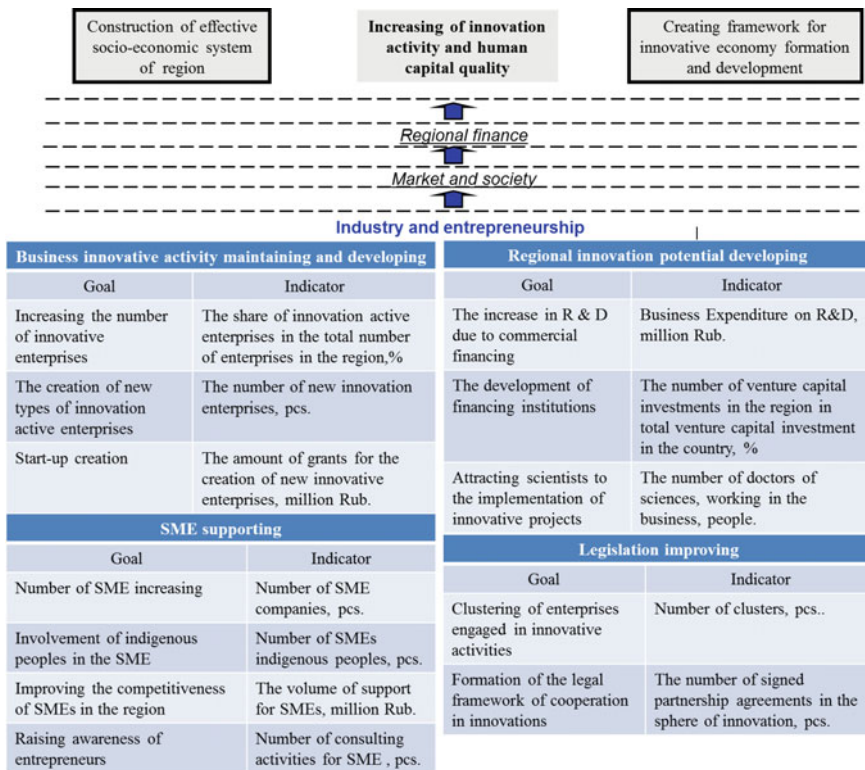 Construction of effective
socio-economic system
of region
Increasing of innovation
activity and human
capital quality
Creating framework for
innovative economy formation
and development
Regional finance
Market and society
Industry and entrepreneurship
Business innovative activity maintaining and developing
Goal Indicator
Increasing the number
of innovative
enterprises
The share of innovation active
enterprises in the total number
of enterprises in the region,%
The creation of new
types of innovation
active enterprises
The number of new innovation
enterprises, pcs.
Start-up creation
The amount of grants for the
creation of new innovative
enterprises, million Rub.
SME supporting
Goal Indicator
Number of SME increasing
Number of SME
companies, pcs.
Involvement of indigenous
peoples in the SME
Number of SMEs
indigenous peoples, pcs.
Improving the competitiveness
of SMEs in the region
The volume of support
for SMEs, million Rub.
Raising awareness of
entrepreneurs
Number of consulting
activities for SME , pcs.
Regional innovation potential developing
Goal Indicator
The increase in R & D
due to commercial
financing
Business Expenditure on R&D,
million Rub.
The development of
financing institutions
The number of venture capital
investments in the region in
total venture capital investment
in the country, %
Attracting scientists to
the implementation of
innovative projects
The number of doctors of
sciences, working in the
business, people.
Legislation improving
Goal Indicator
Clustering of enterprises
engaged in innovative
activities
Number of clusters, pcs..
Formation of the legal
framework of cooperation
in innovations
The number of signed
partnership agreements in the
sphere of innovation, pcs.